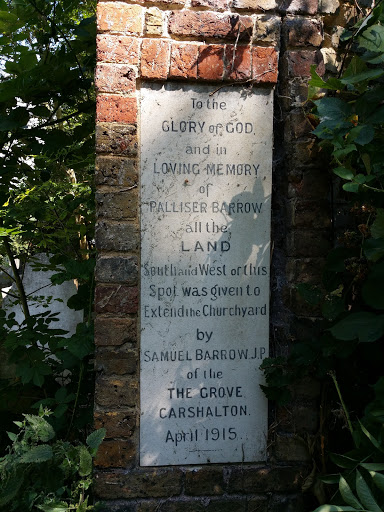 To the
GLORY of GOD,
and in
LOVING MEMORY
of
PALLISER BARROW
all the
LAND
South and West of this
Spot was given to
Extend the Churchyard
by
SAMUEL BARROW, J.P.
of the
THE GROVE
CARSHALTON.
April 1915.